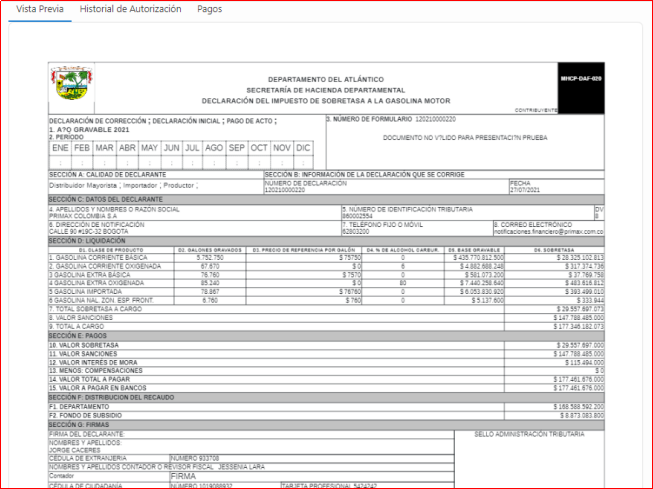 Vista Previa Historial de Autorización Pagos
DEPARTAMENTO DEL ATLÁNTICO
SECRETARÍA DE HACIENDA DEPARTAMENTAL
DECLARACIÓN DEL IMPUESTO DE SOBRETASA A LA GASOLINA MOTOR
MHCP-DAF-020
CONTRIBUYENTE
DECLARACIÓN DE CORRECCIÓN ; DECLARACIÓN INICIAL ; PAGO DE ACTO ;
1. A?O GRAVABLE 2021
2. PERÍODO
ENE FEB MAR ABR MAY JUN JUL AGO SEP OCT NOV DIC
; ; ; ; ; ; ; ; ; ; ; ;
3. NÚMERO DE FORMULARIO 120210000220
DOCUMENTO NO V?LIDO PARA PRESENTACI?N PRUEBA
SECCIÓN A: CALIDAD DE DECLARANTE
Distribuidor Mayorista ; Importador ; Productor ;
SECCIÓN B: INFORMACIÓN DE LA DECLARACIÓN QUE SE CORRIGE
NÚMERO DE DECLARACIÓN
120210000220
FECHA
27/07/2021
SECCIÓN C: DATOS DEL DECLARANTE
4. APELLIDOS Y NOMBRES O RAZÓN SOCIAL
PRIMAX COLOMBIA S.A
5. NÚMERO DE IDENTIFICACIÓN TRIBUTARIA
860002554
DV
8
6. DIRECCIÓN DE NOTIFICACIÓN
CALLE 90 #19C-32 BOGOTA
7. TELÉFONO FIJO O MÓVIL
62803200
8. CORREO ELECTRÓNICO
notificaciones.financiero@primax.com.co
SECCIÓN D: LIQUIDACIÓN
D1. CLASE DE PRODUCTO D2. GALONES GRAVADOS D3. PRECIO DE REFERENCIA POR GALÓN D4. % DE ALCOHOL CARBUR. D5. BASE GRAVABLE D6. SOBRETASA
1. GASOLINA CORRIENTE BÁSICA 5.752.750 $ 75750 0 $ 435.770.812.500 $ 28.325.102.813
2. GASOLINA CORRIENTE OXIGENADA 67.670 $ 0 6 $ 4.882.688.248 $ 317.374.736
3 GASOLINA EXTRA BÁSICA 76.760 $ 7570 0 $ 581.073.200 $ 37.769.758
4 GASOLINA EXTRA OXIGENADA 85.240 $ 0 80 $ 7.440.258.640 $ 483.616.812
5 GASOLINA IMPORTADA 78.867 $ 76760 0 $ 6.053.830.920 $ 393.499.010
6 GASOLINA NAL. ZON. ESP. FRONT. 6.760 $ 760 0 $ 5.137.600 $ 333.944
7. TOTAL SOBRETASA A CARGO $ 29.557.697.073
8. VALOR SANCIONES $ 147.788.485.000
9. TOTAL A CARGO $ 177.346.182.073
SECCIÓN E: PAGOS
10. VALOR SOBRETASA $ 29.557.697.000
11. VALOR SANCIONES $ 147.788.485.000
12. VALOR INTERÉS DE MORA $ 115.494.000
13. MENOS: COMPENSACIONES $ 0
14. VALOR TOTAL A PAGAR $ 177.461.676.000
15. VALOR A PAGAR EN BANCOS $ 177.461.676.000
SECCIÓN F: DISTRIBUCION DEL RECAUDO
F1. DEPARTAMENTO $ 168.588.592.200
F2. FONDO DE SUBSIDIO $ 8.873.083.800
SECCIÓN G: FIRMAS
FIRMA DEL DECLARANTE:
NOMBRES Y APELLIDOS:
JORGE CACERES
SELLO ADMINISTRACIÓN TRIBUTARIA
CÉDULA DE EXTRANJERIA NÚMERO 933708
NOMBRES Y APELLIDOS CONTADOR O REVISOR FISCAL JESSENIA LARA
Contador FIRMA
CÉDULA DE CIUDADANÍA NÚMERO 1019088932 TARJETA PROFESIONAL 5424242